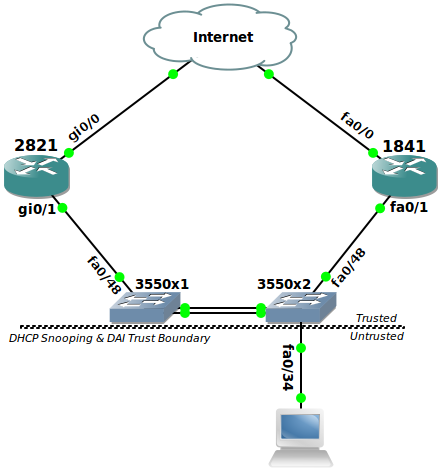 Internet
gi0/0
fa0/0
2821
1841
gi0/1
fa0/1
fa0/48
fa0/48
3550x1
3550x2
Trusted
DHCP Snooping & DAI Trust Boundary
Untrusted
fa0/34